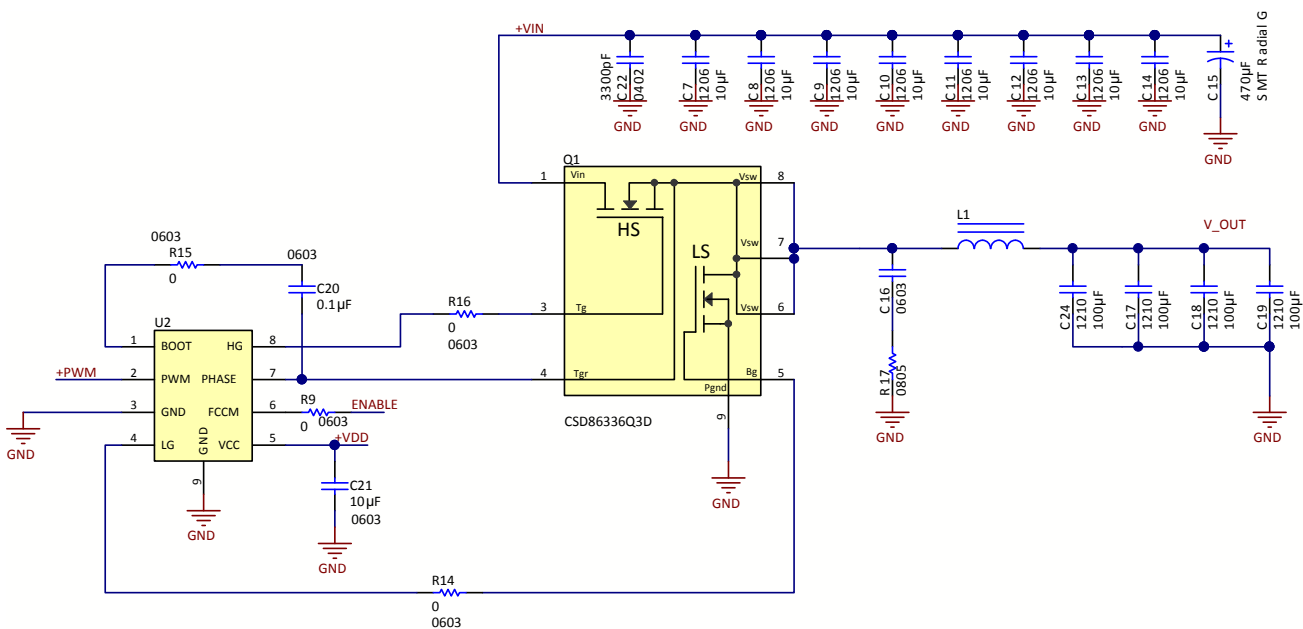 +VIN
3300pF
C22
0402
GND
C7
1206
10µF
GND
C8
1206
10µF
GND
C9
1206
10µF
GND
C10
1206
10µF
GND
C11
1206
10µF
GND
C12
1206
10µF
GND
C13
1206
10µF
GND
C14
1206
10µF
GND
+
C15
470µF
SMT Radial G
GND
Q1
1
Vin
Vsw
8
HS
LS
Vsw
7
3
Tg
Vsw
6
4
Tgr
Bg
5
Pgnd
9
CSD86336Q3D
GND
0603
R15
0
0603
C20
0.1µF
R16
0
0603
U2
1
BOOT
HG
8
+PWM
2
PWM
PHASE
7
3
GND
FCCM
6
R9
0
0603
ENABLE
GND
4
LG
GND
VCC
5
+VDD
9
GND
C21
10µF
0603
GND
R14
0
0603
L1
V_OUT
C16
0603
R17
0805
GND
C24
1210
100µF
C17
1210
100µF
C18
1210
100µF
C19
1210
100µF
GND